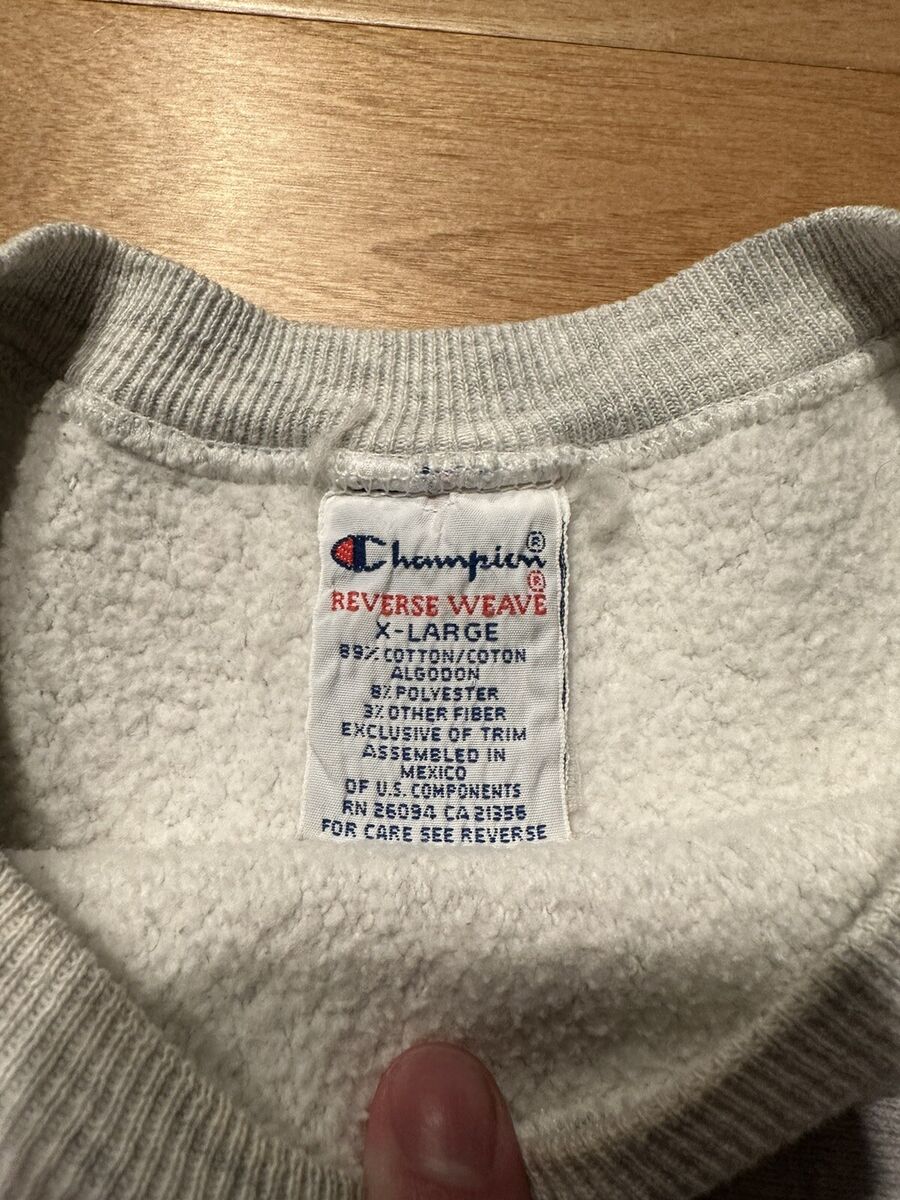 Champion®
REVERSE WEAVE®
X-LARGE
89% COTTON/COTON
ALGODON
8% POLYESTER
3% OTHER FIBER
EXCLUSIVE OF TRIM
ASSEMBLED IN
MEXICO
OF U.S. COMPONENTS
RN 26094 CA 21356
FOR CARE SEE REVERSE